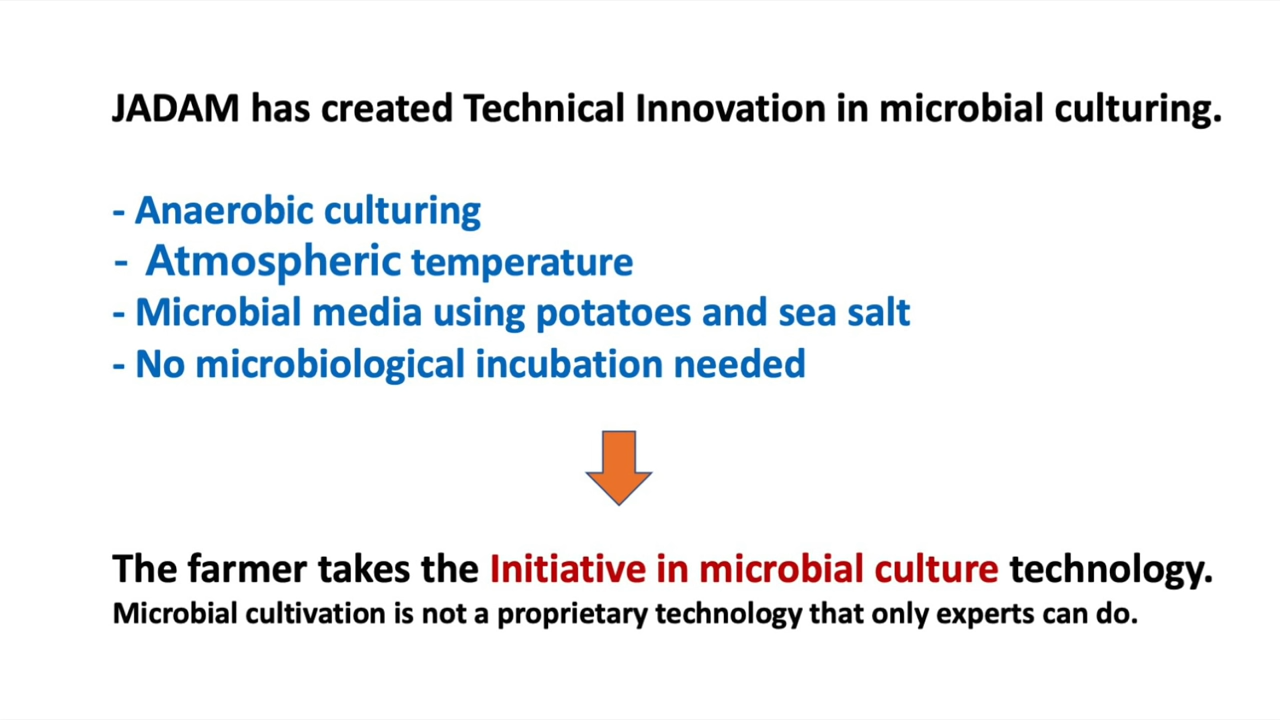 JADAM has created Technical Innovation in microbial culturing.
- Anaerobic culturing
- Atmospheric temperature
- Microbial media using potatoes and sea salt
- No microbiological incubation needed
The farmer takes the Initiative in microbial culture technology.
Microbial cultivation is not a proprietary technology that only experts can do.